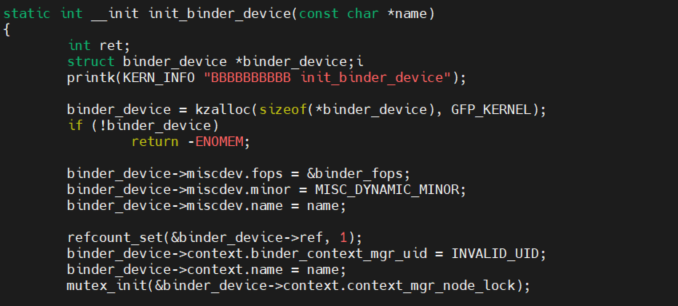 static int __init init_binder_device(const char *name)
{
int ret;
struct binder_device *binder_device;i
printk(KERN_INFO "BBBBBBBBBB init_binder_device");
binder_device = kzalloc(sizeof(*binder_device), GFP_KERNEL);
if (!binder_device)
return -ENOMEM;
binder_device->miscdev.fops = &binder_fops;
binder_device->miscdev.minor = MISC_DYNAMIC_MINOR;
binder_device->miscdev.name = name;
refcount_set(&binder_device->ref, 1);
binder_device->context.binder_context_mgr_uid = INVALID_UID;
binder_device->context.name = name;
mutex_init(&binder_device->context.context_mgr_node_lock);